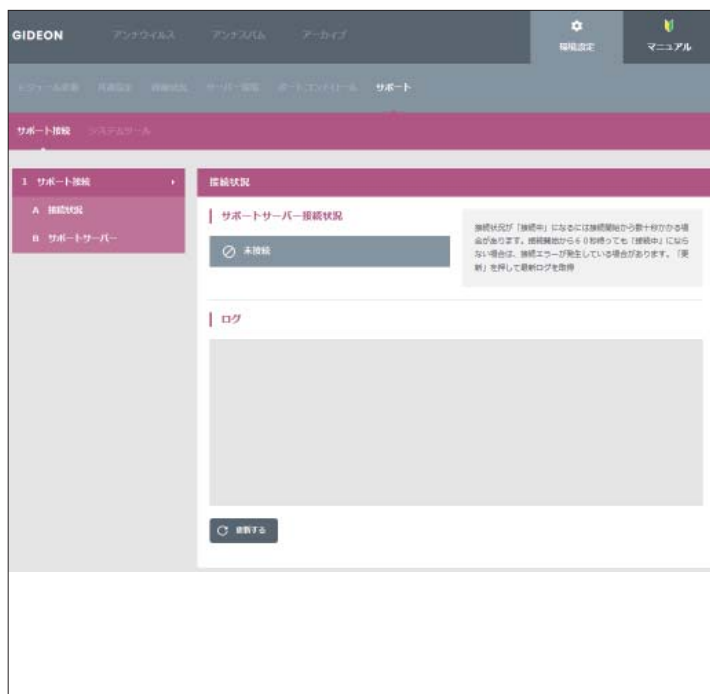 GIDEON
アンチウイルス
アンチスパム
アーカイブ
環境設定
マニュアル
サポート
サポート接続
システムツール
1 サポート接続
A 接続状況
B サポートサーバー
接続状況
サポートサーバー接続状況
未接続
接続状況が「接続中」になるには接続開始から数十秒かかる場
合があります。接続開始から60秒待っても「接続中」になら
ない場合は、接続エラーが発生している場合があります。「更
新」を押して最新ログを取得
ログ
更新する